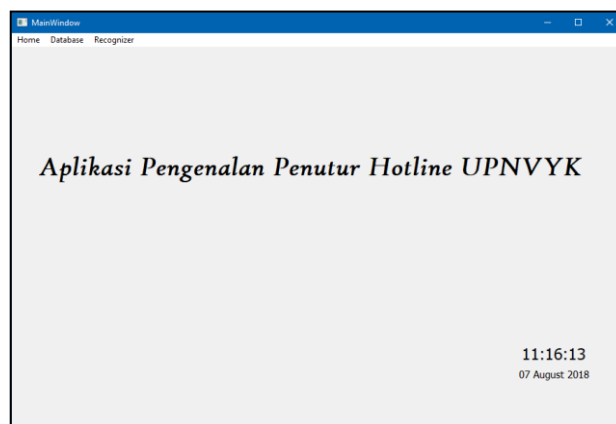 MainWindow
Home Database Recognizer
Aplikasi Pengenalan Penutur Hotline UPNVYK
11:16:13
07 August 2018